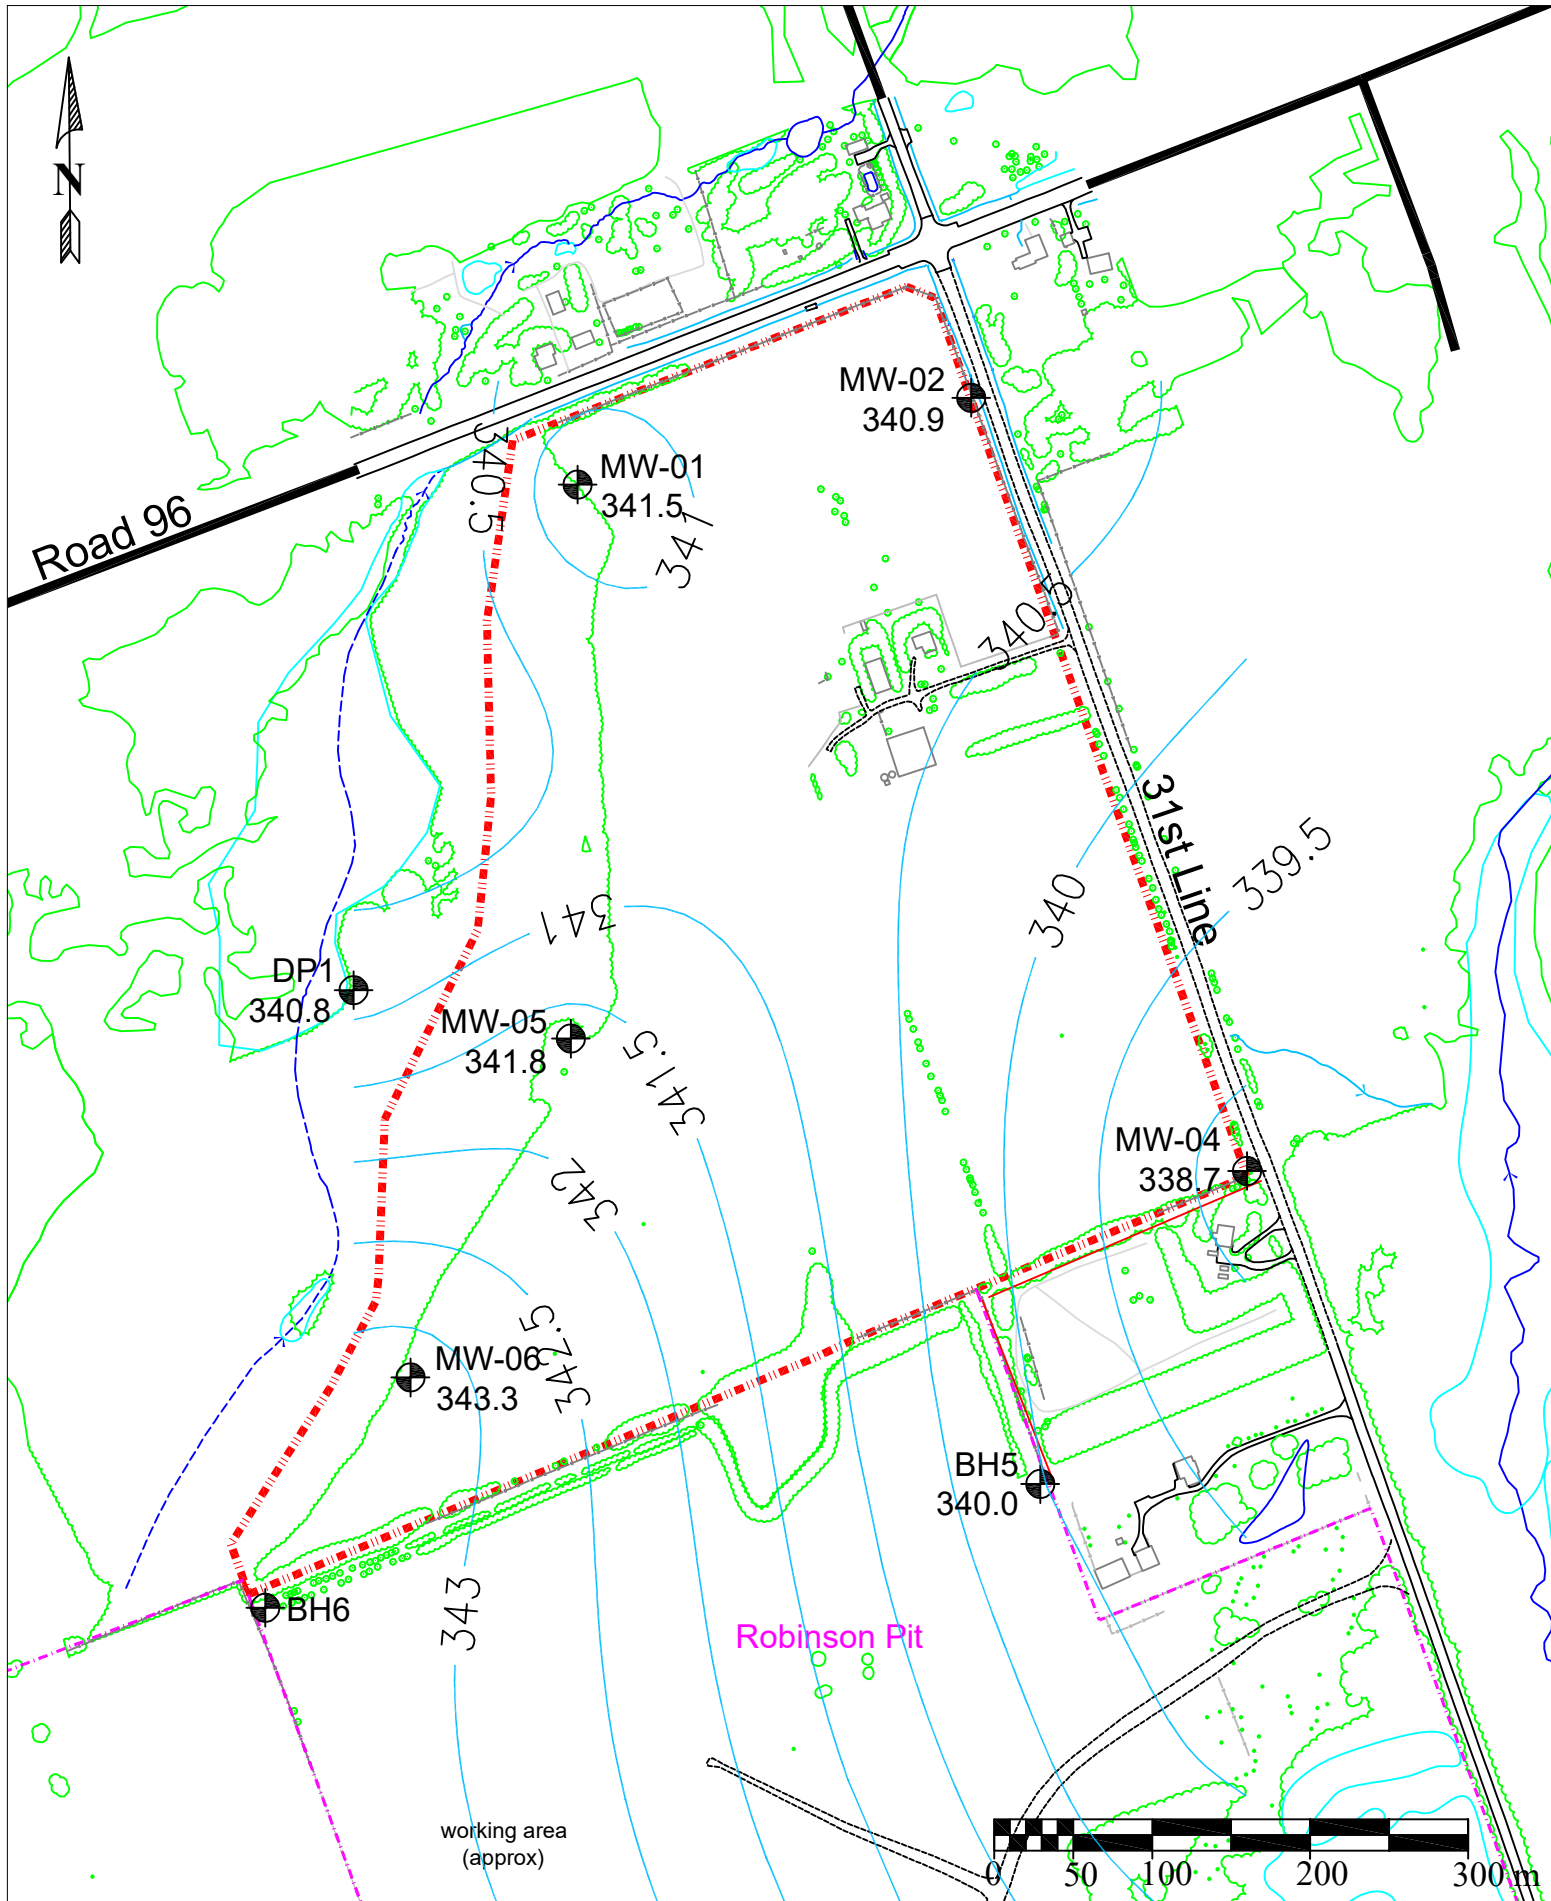 N
MW-02
340.9
MW-01
341.5
340.5
341
Road 96
340.5
31st Line
339.5
340
341
DP1
340.8
MW-05
341.8
341.5
MW-04
338.7
342
342.5
MW-06
343.3
BH5
340.0
343
BH6
Robinson Pit
working area
(approx)
0 50 100 200 300 m